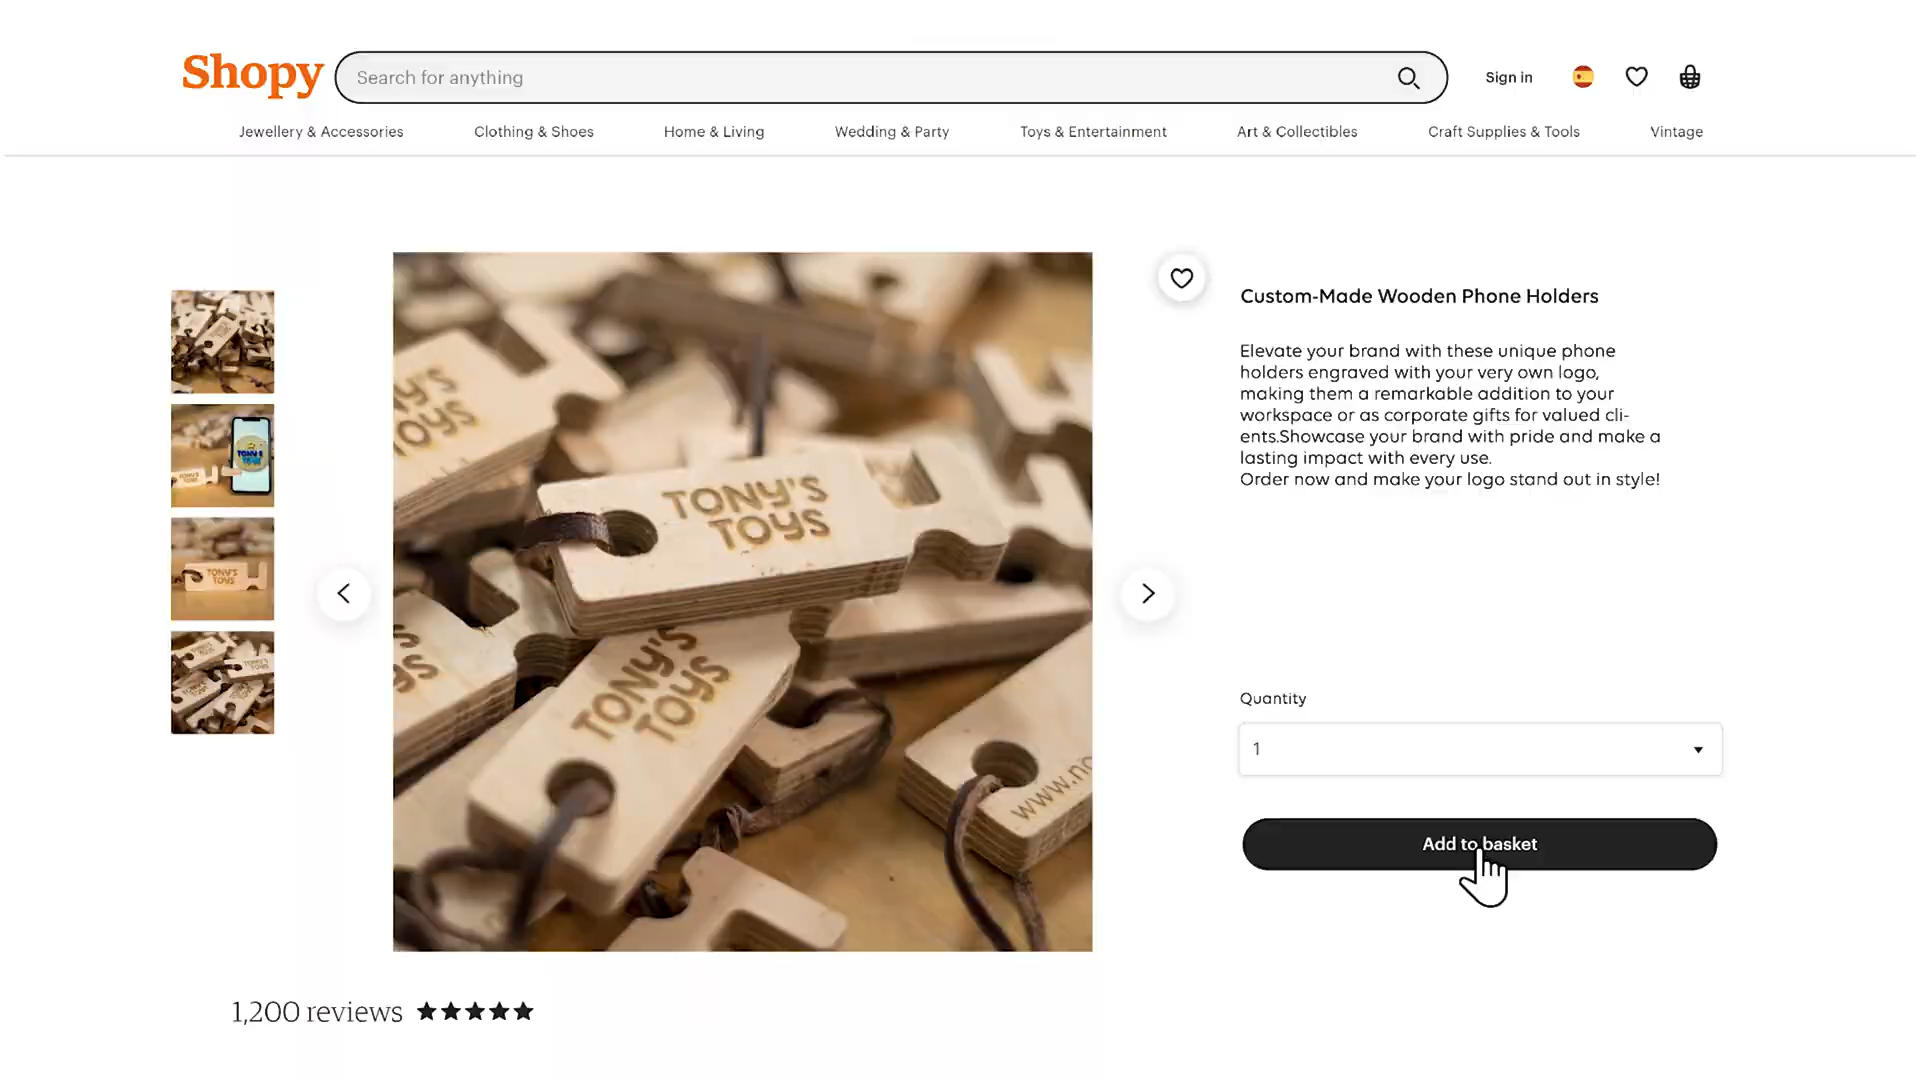 Shopy
Search for anything
Sign in
Jewellery & Accessories
Clothing & Shoes
Home & Living
Wedding & Party
Toys & Entertainment
Art & Collectibles
Craft Supplies & Tools
Vintage
TONY'S
TOYS
TONY'S
TOYS
www.no
Custom-Made Wooden Phone Holders
Elevate your brand with these unique phone
holders engraved with your very own logo,
making them a remarkable addition to your
workspace or as corporate gifts for valued cli-
ents.Showcase your brand with pride and make a
lasting impact with every use.
Order now and make your logo stand out in style!
Quantity
1
Add to basket
1,200 reviews